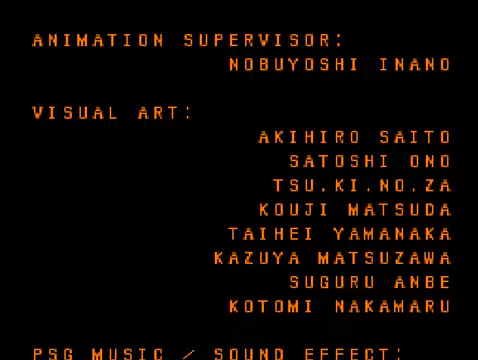 ANIMATION SUPERVISOR:
NOBUYOSHI INANO
VISUAL ART:
AKIHIRO SAITO
SATOSHI ONO
TSU.KI.NO.ZA
KOUJI MATSUDA
TAIHEI YAMANAKA
KAZUYA MATSUZAWA
SUGURU ANBE
KOTOMI NAKAMARU
PSG MUSIC / SOUND EFFECT: